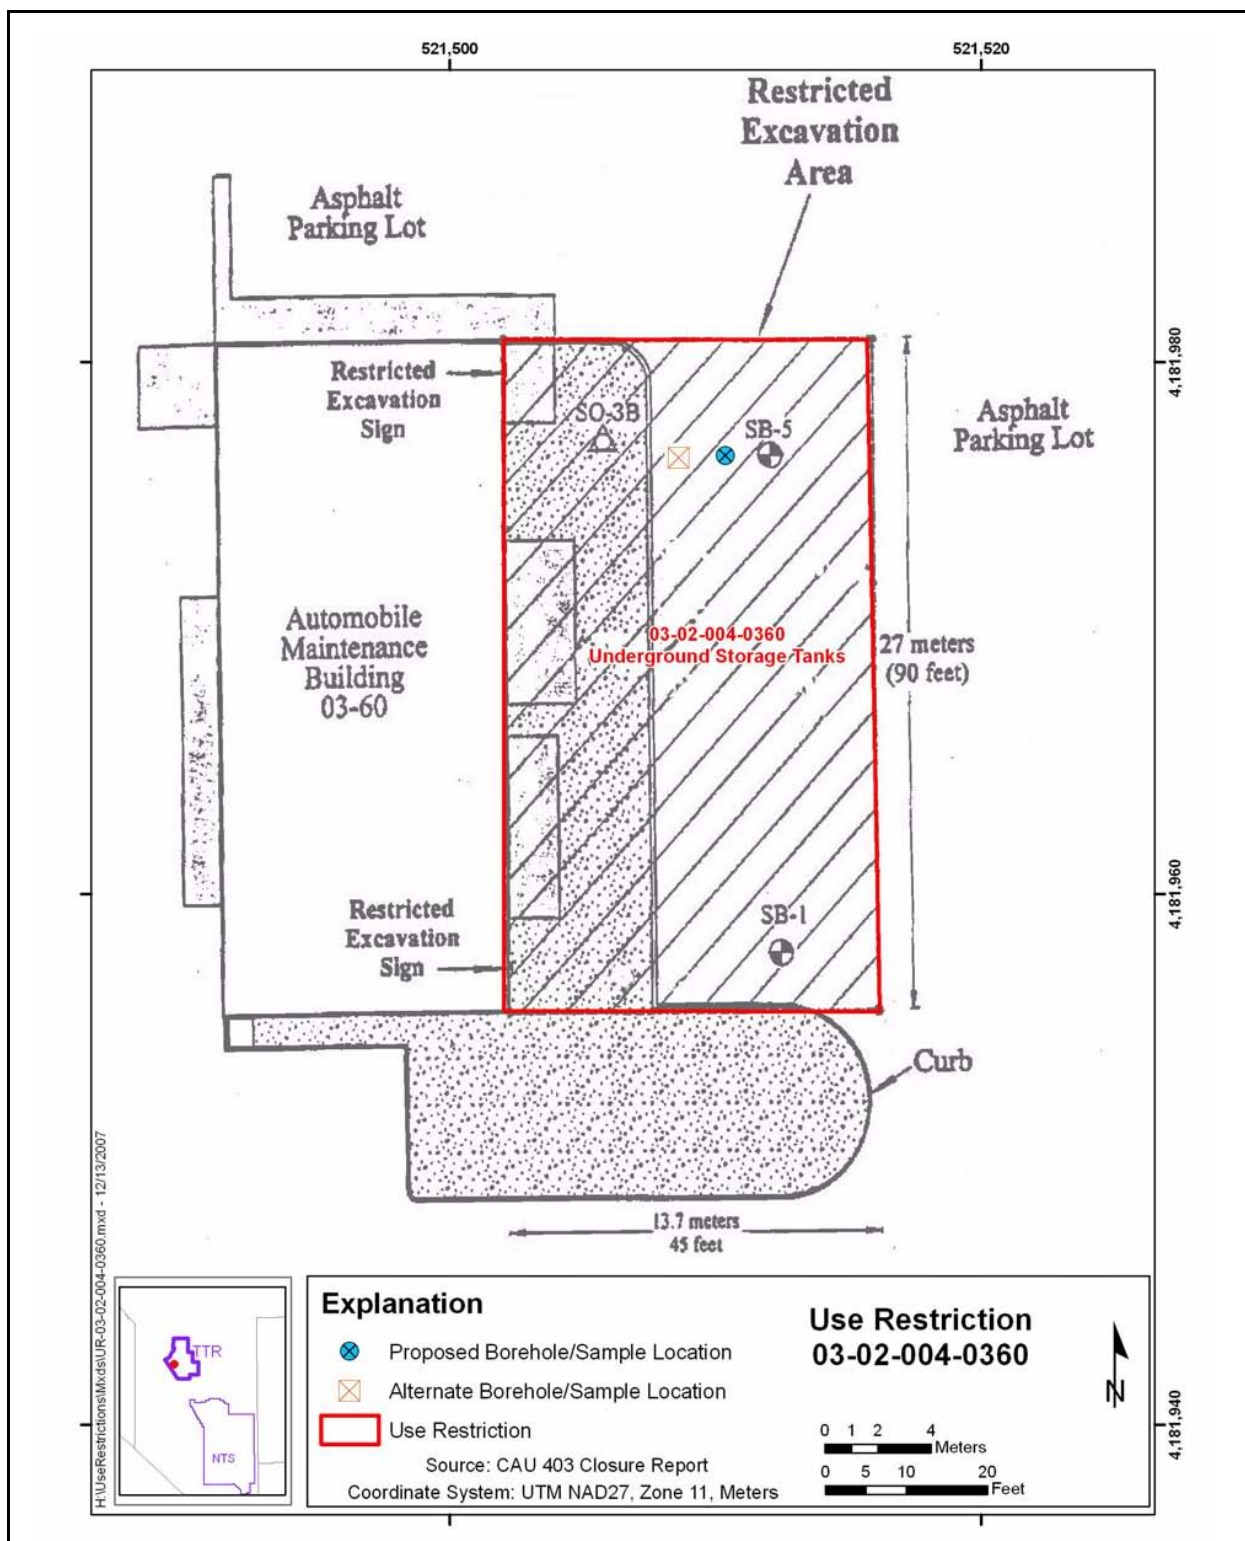 521,500
521,520
Restricted
Excavation
Area
Asphalt
Parking Lot
4,181,980
Restricted
Excavation
Sign
SO-3B
SB-5
Asphalt
Parking Lot
Automobile
Maintenance
Building
03-60
03-02-004-0360
Underground Storage Tanks
27 meters
(90 feet)
4,181,960
Restricted
Excavation
Sign
SB-1
Curb
13.7 meters
45 feet
H:\UseRestrictions\Mxds\UR-03-02-004-0360.mxd - 12/13/2007
TTR
NTS
Explanation
Proposed Borehole/Sample Location
Alternate Borehole/Sample Location
Use Restriction
Source: CAU 403 Closure Report
Coordinate System: UTM NAD27, Zone 11, Meters
Use Restriction
03-02-004-0360
N
0 1 2 4
Meters
0 5 10 20
Feet
4,181,940